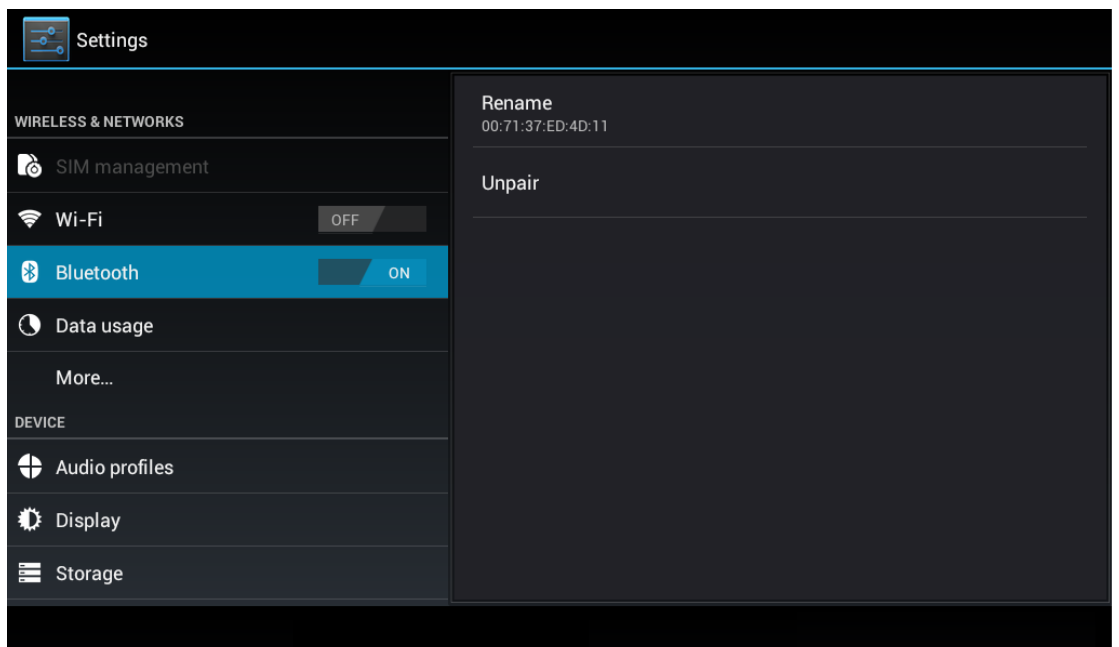 Settings
WIRELESS & NETWORKS
SIM management
Wi-Fi
OFF
Bluetooth
ON
Data usage
More...
DEVICE
Audio profiles
Display
Storage
Rename
00:71:37:ED:4D:11
Unpair